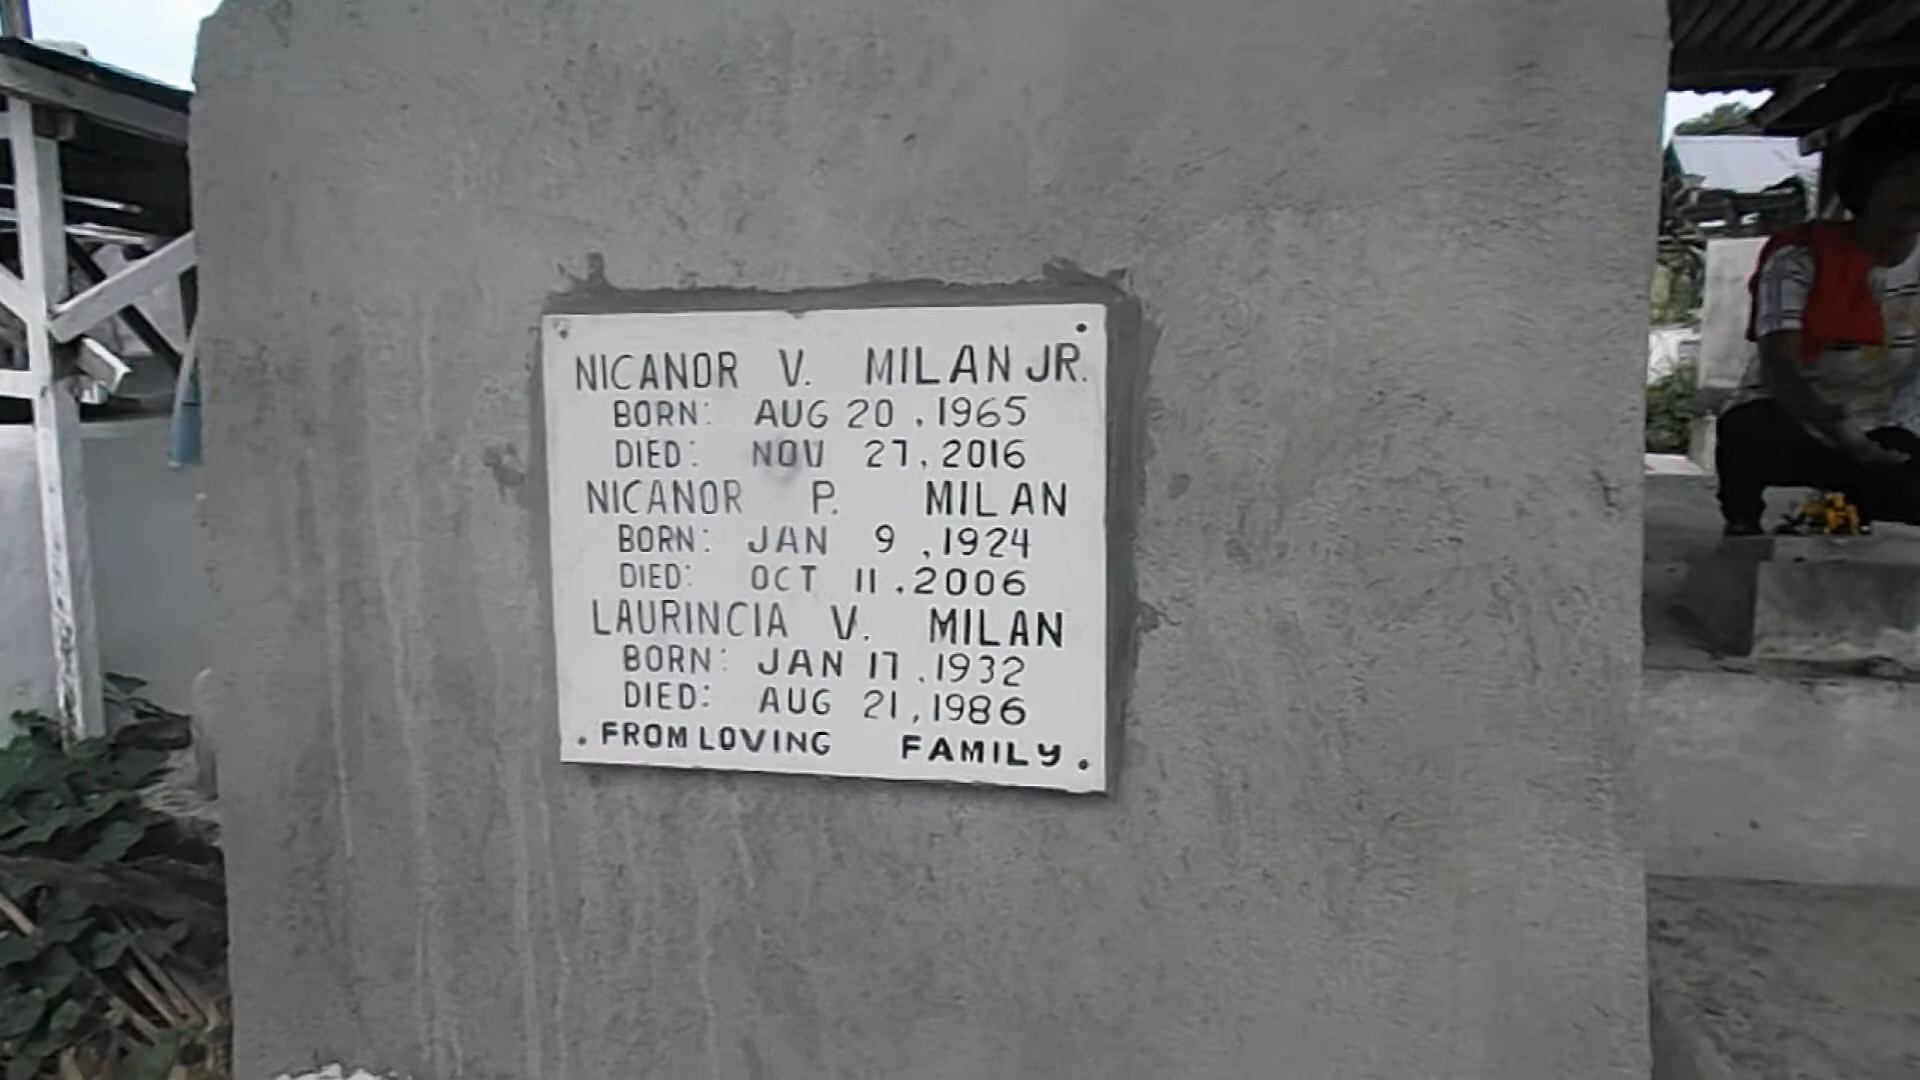 NICANOR V. MILAN JR.
BORN: AUG 20, 1965
DIED: NOV 27, 2016
NICANOR P. MILAN
BORN: JAN 9, 1924
DIED: OCT 11, 2006
LAURINCIA V. MILAN
BORN: JAN 17, 1932
DIED: AUG 21, 1986
FROM LOVING FAMILY